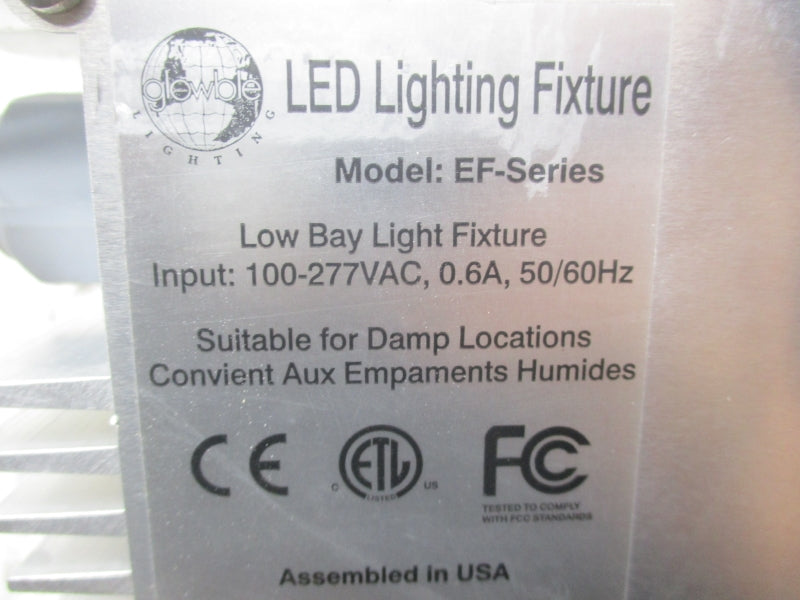 glowble
LIGHTING
LED Lighting Fixture
Model: EF-Series
Low Bay Light Fixture
Input: 100-277VAC, 0.6A, 50/60Hz
Suitable for Damp Locations
Convient Aux Empaments Humides
CE
ETL
C
US
LISTED
FCC
TESTED TO COMPLY
WITH FCC STANDARDS
Assembled in USA